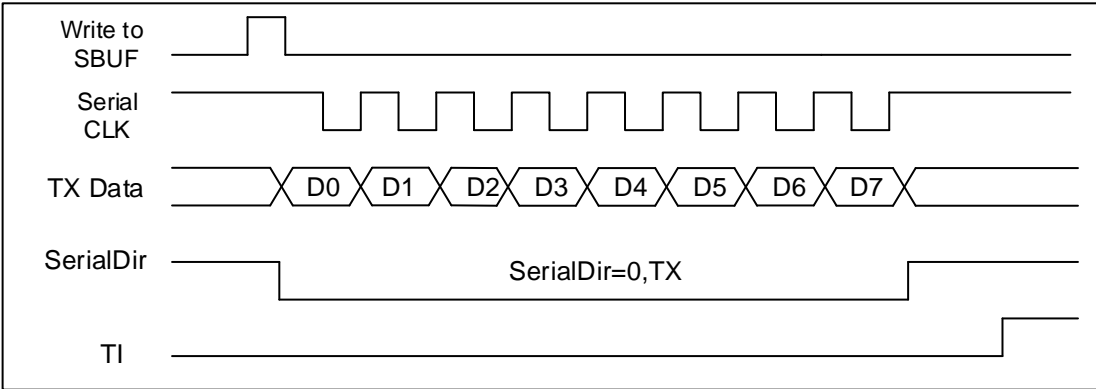 Write to
SBUF
Serial
CLK
TX Data
D0 D1 D2 D3 D4 D5 D6 D7
SerialDir
SerialDir=0,TX
TI